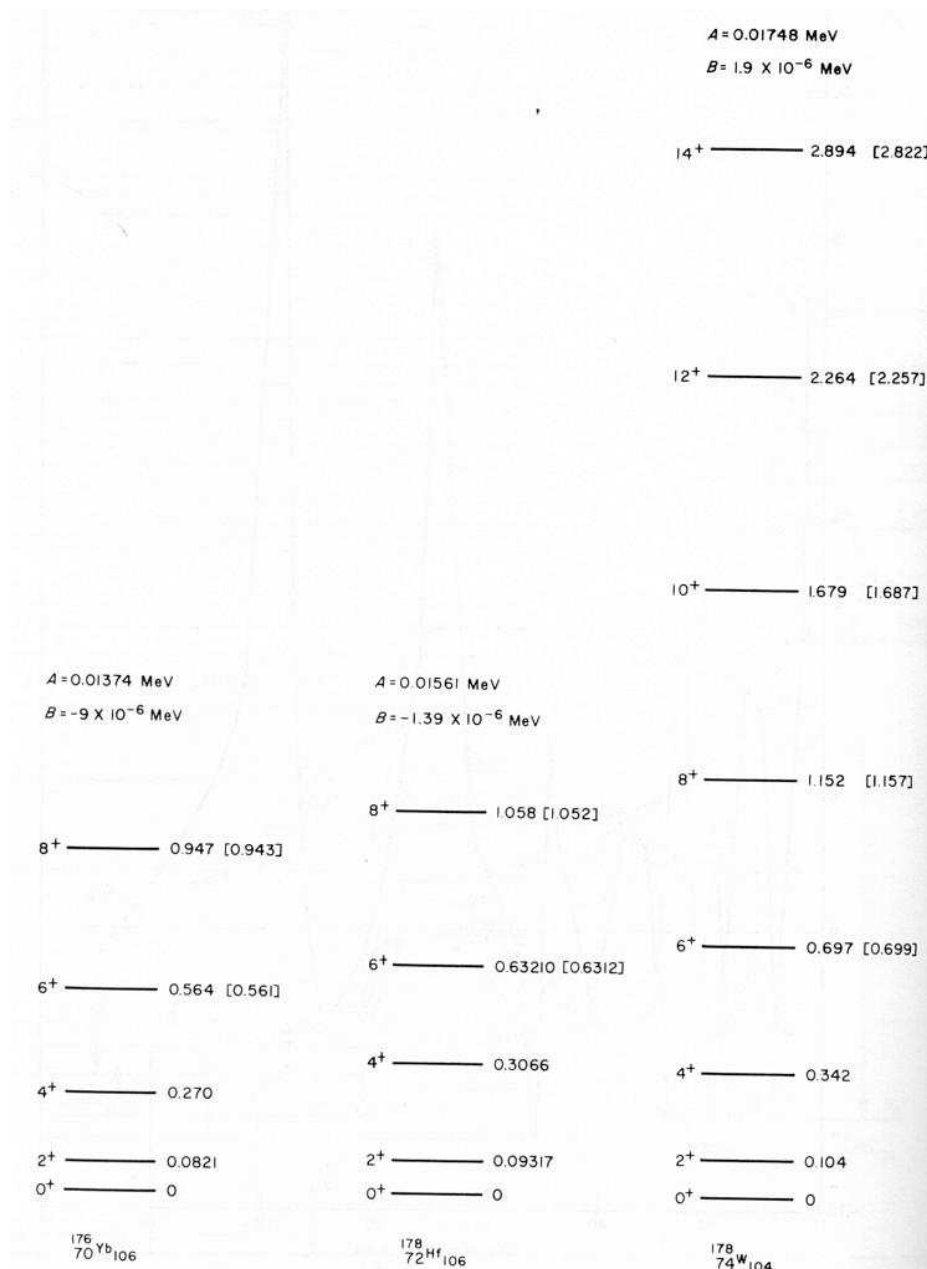 A = 0.01748 MeV
B = 1.9 X 10⁻⁶ MeV
14⁺ 2.894 [2.822]
12⁺ 2.264 [2.257]
10⁺ 1.679 [1.687]
8⁺ 1.152 [1.157]
6⁺ 0.697 [0.699]
4⁺ 0.342
2⁺ 0.104
0⁺ 0
¹⁷⁸₇₄W₁₀₄
A = 0.01374 MeV
B = -9 X 10⁻⁶ MeV
8⁺ 0.947 [0.943]
6⁺ 0.564 [0.561]
4⁺ 0.270
2⁺ 0.0821
0⁺ 0
¹⁷⁶₇₀Yb₁₀₆
A = 0.01561 MeV
B = -1.39 X 10⁻⁶ MeV
8⁺ 1.058 [1.052]
6⁺ 0.63210 [0.6312]
4⁺ 0.3066
2⁺ 0.09317
0⁺ 0
¹⁷⁸₇₂Hf₁₀₆